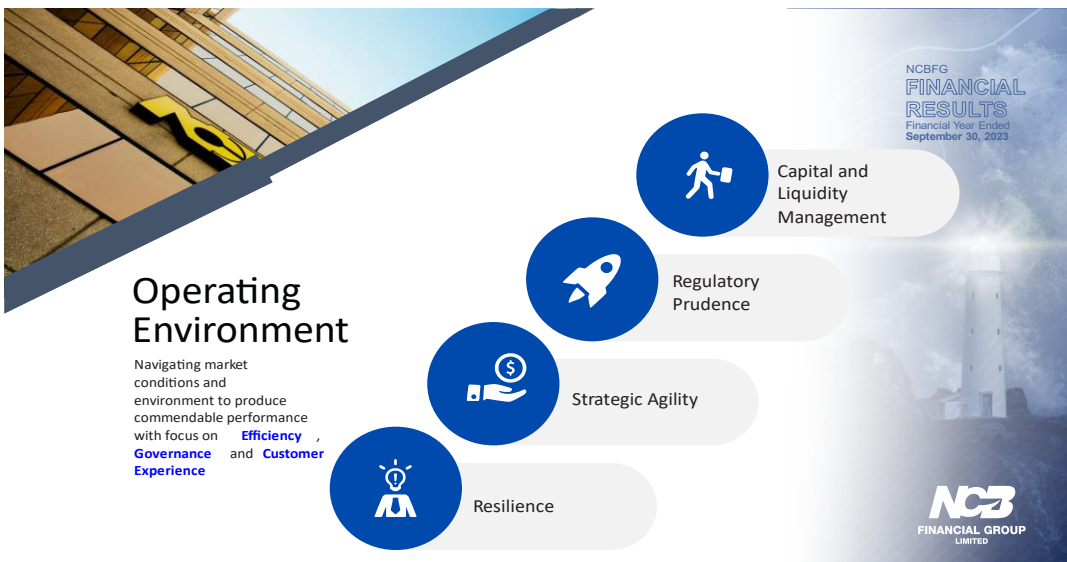 NCBFG
FINANCIAL
RESULTS
Financial Year Ended
September 30, 2023
Capital and
Liquidity
Management
Regulatory
Prudence
Operating
Environment
Navigating market
conditions and
environment to produce
commendable performance
with focus on Efficiency ,
Governance and Customer
Experience
Strategic Agility
$
Resilience
NCB
FINANCIAL GROUP
LIMITED